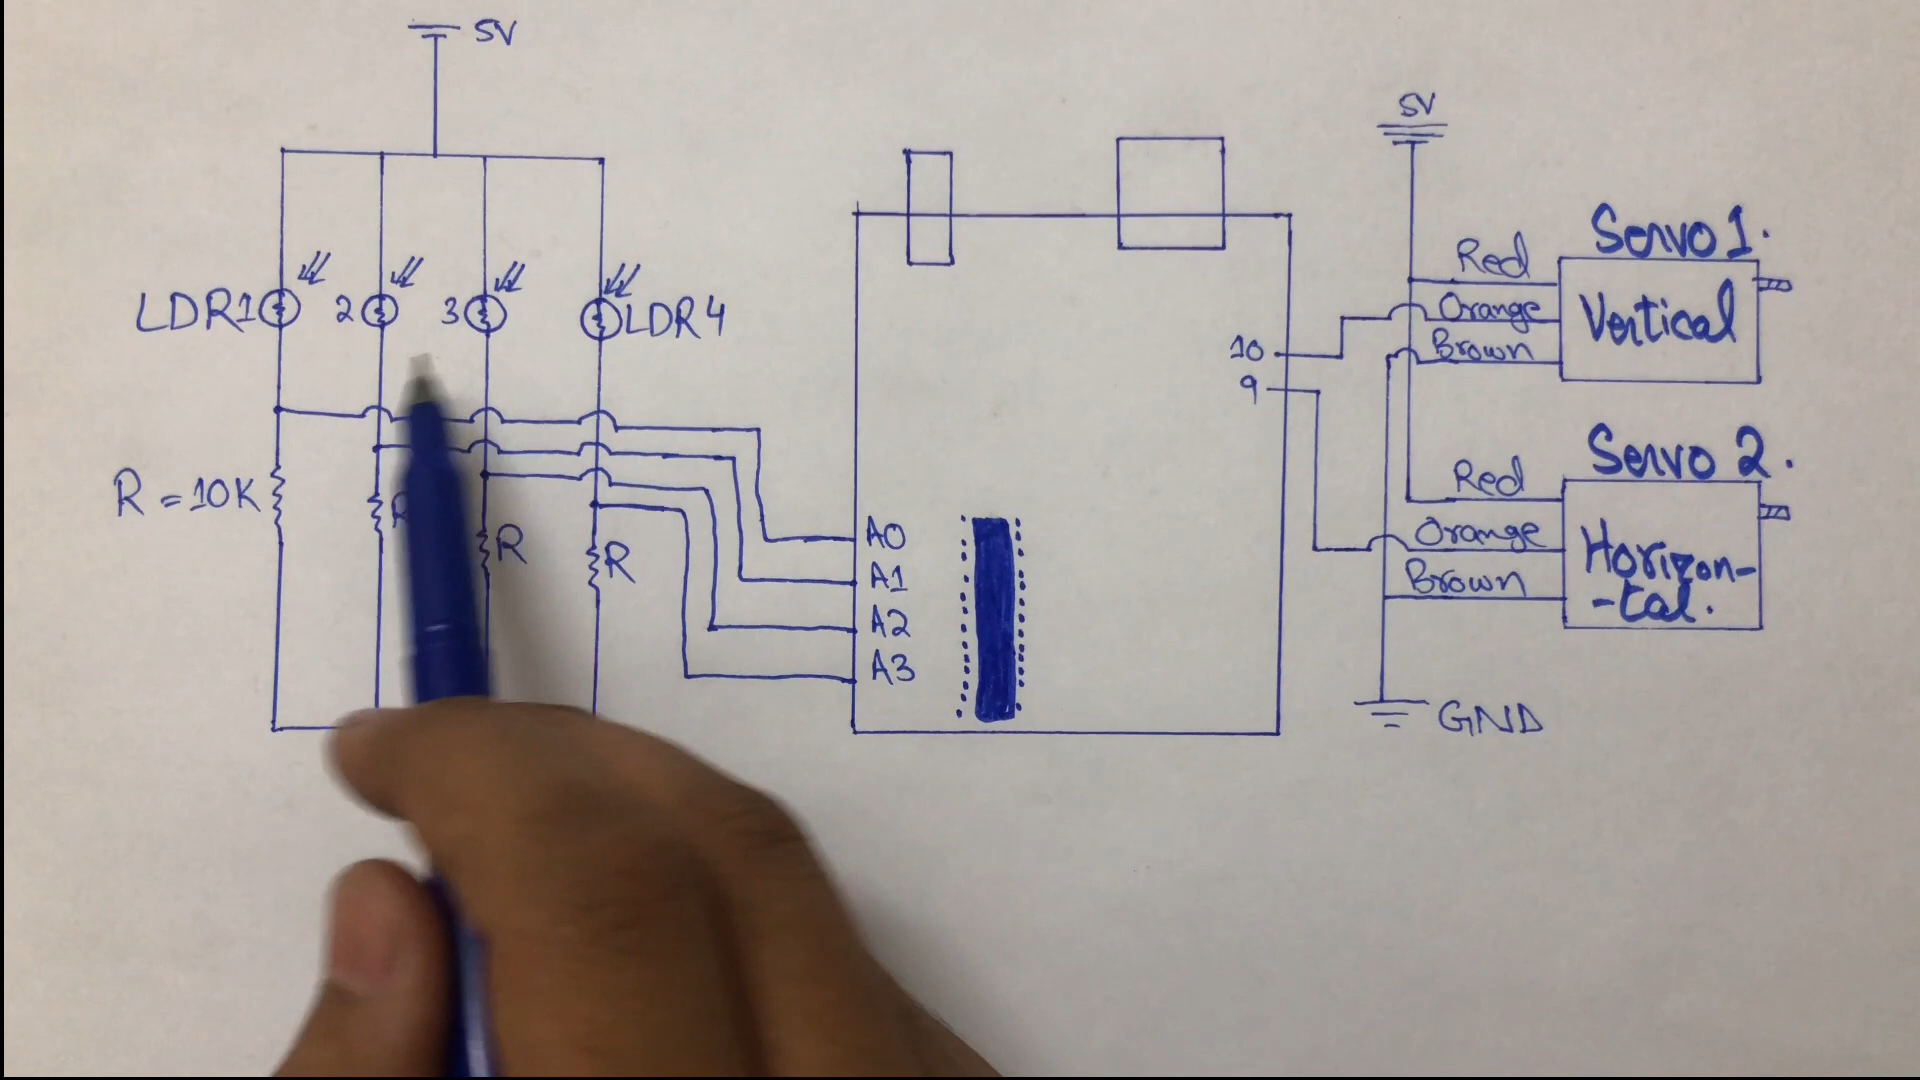 5V
LDR1
2
3
LDR4
R = 10K
R
R
R
A0
A1
A2
A3
10
9
5V
Servo 1.
Red
Orange
Brown
Vertical
Servo 2.
Red
Orange
Brown
Horizon-
-tal.
GND